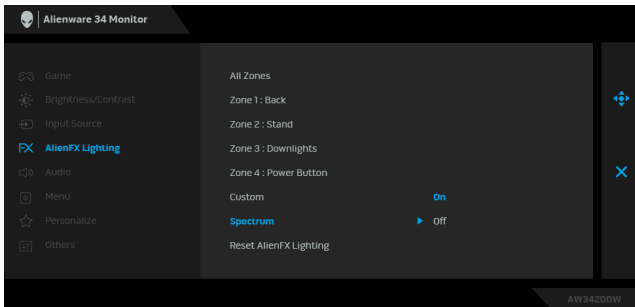 Alienware 34 Monitor
Game
Brightness/Contrast
Input Source
FX AlienFX Lighting
Audio
Menu
Personalize
Others
All Zones
Zone 1 : Back
Zone 2 : Stand
Zone 3 : Downlights
Zone 4 : Power Button
Custom On
Spectrum Off
Reset AlienFX Lighting
AW3420DW